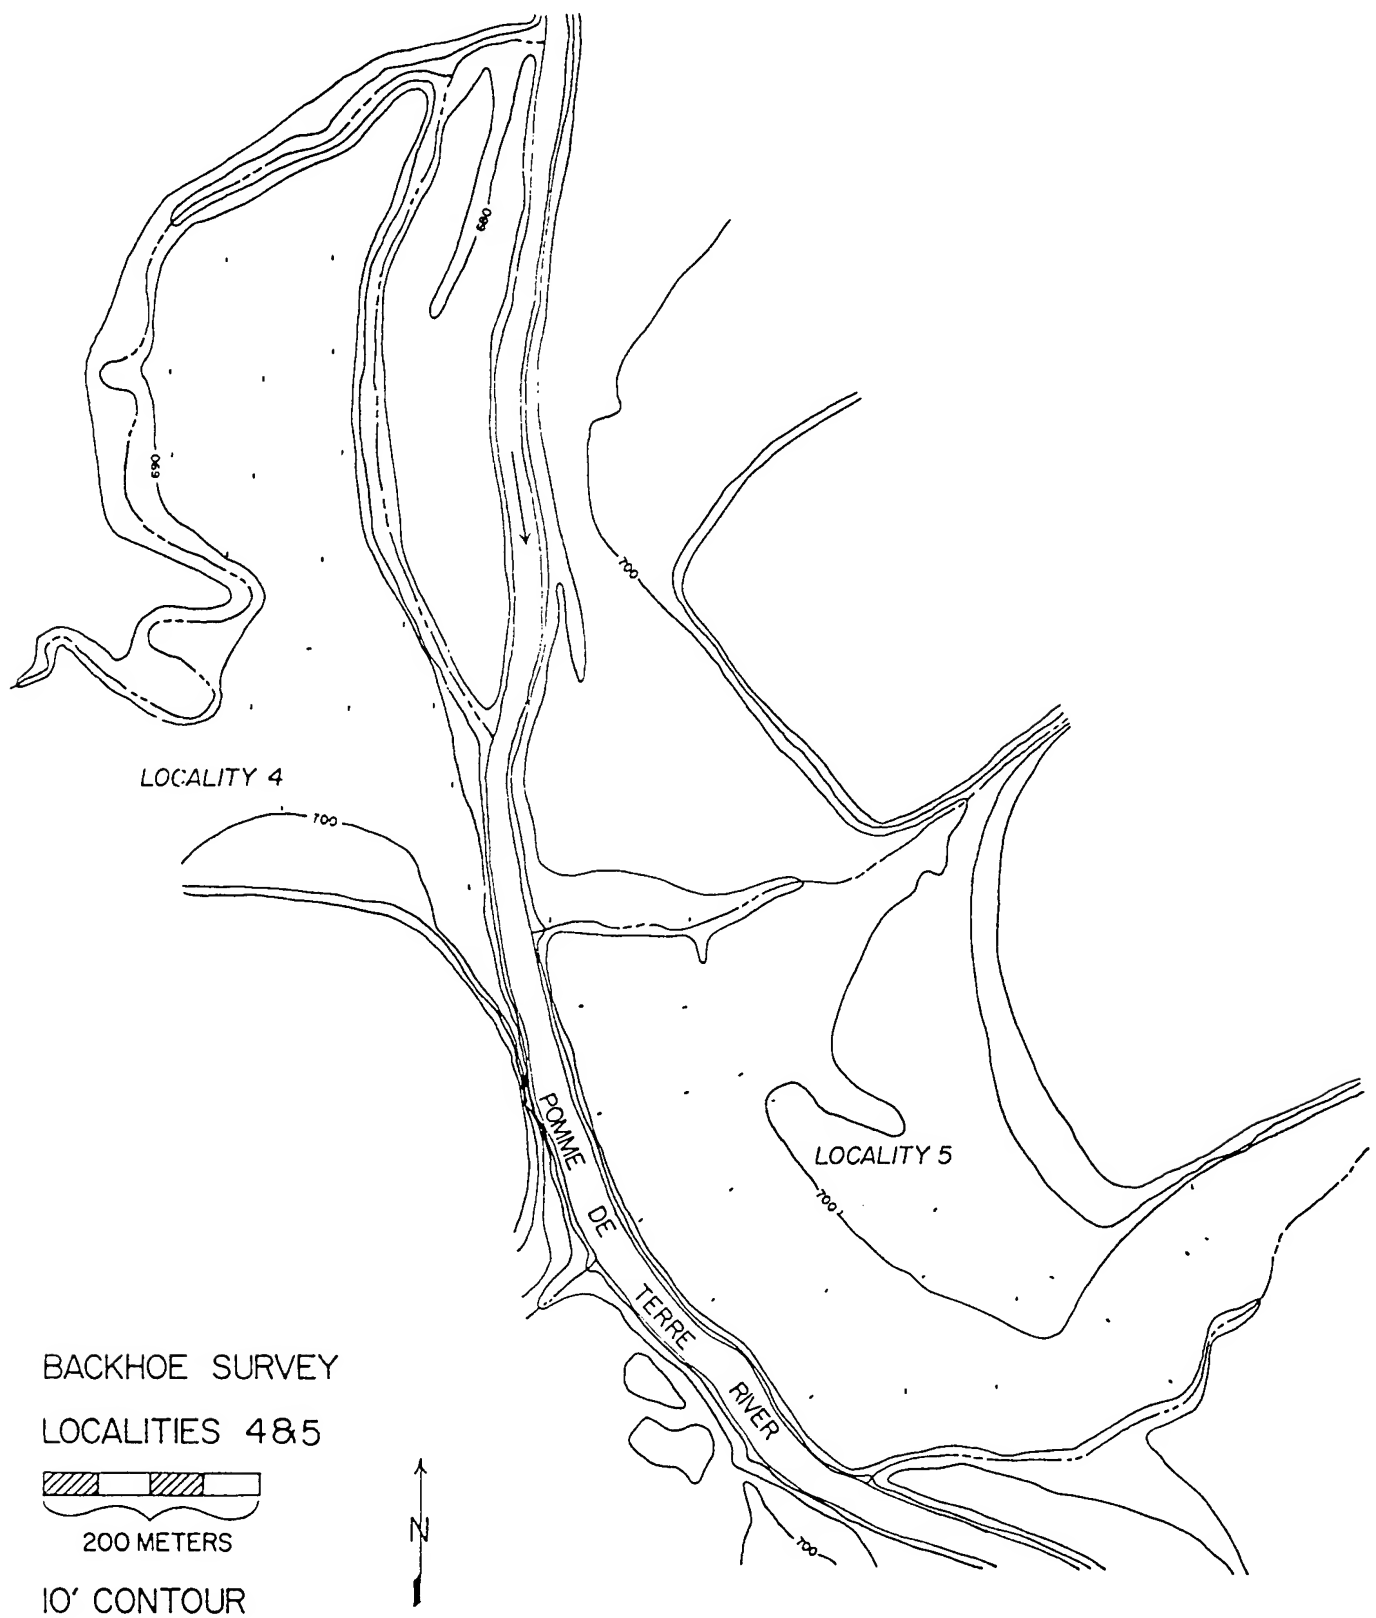 680
690
700
LOCALITY 4
700
POMME DE TERRE RIVER
LOCALITY 5
700
700
BACKHOE SURVEY
LOCALITIES 4&5
200 METERS
N
10' CONTOUR